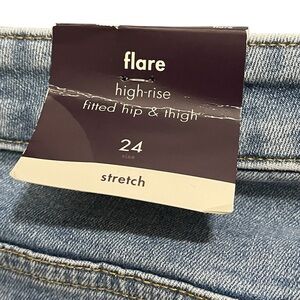 flare
high-rise
fitted hip & thigh
24
size
stretch